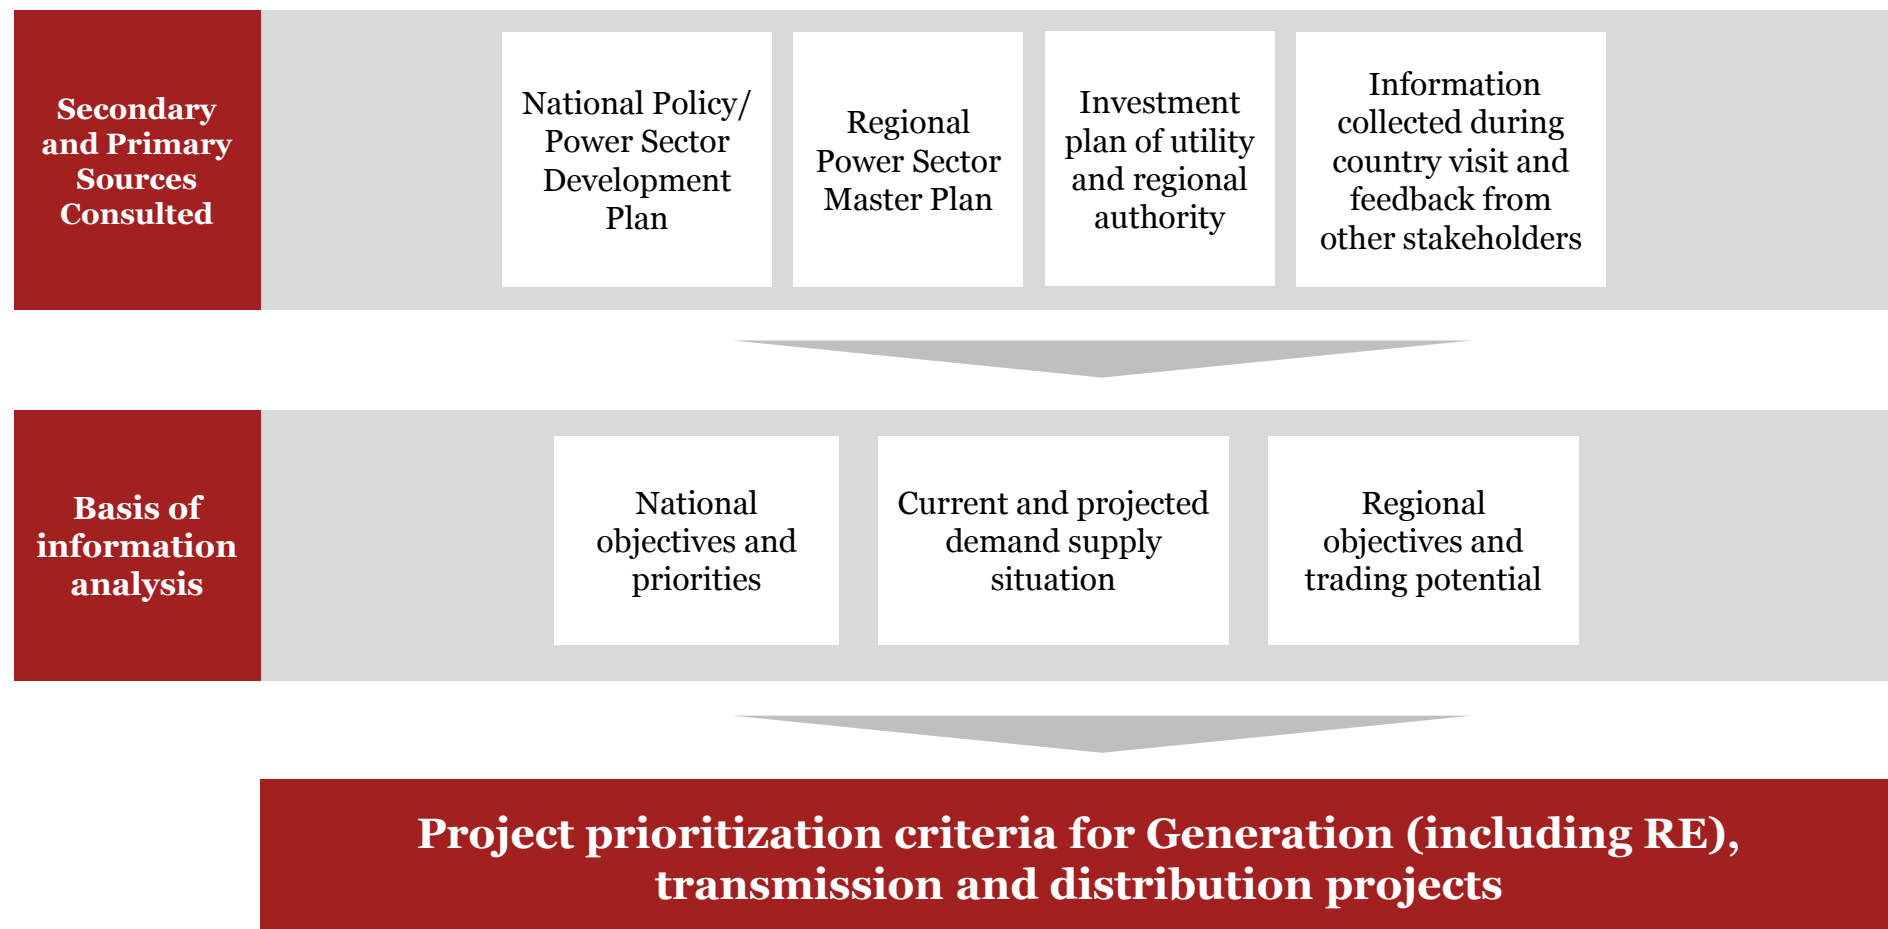 Secondary
and Primary
Sources
Consulted
National Policy/
Power Sector
Development
Plan
Regional
Power Sector
Master Plan
Investment
plan of utility
and regional
authority
Information
collected during
country visit and
feedback from
other stakeholders
Basis of
information
analysis
National
objectives and
priorities
Current and projected
demand supply
situation
Regional
objectives and
trading potential
Project prioritization criteria for Generation (including RE),
transmission and distribution projects